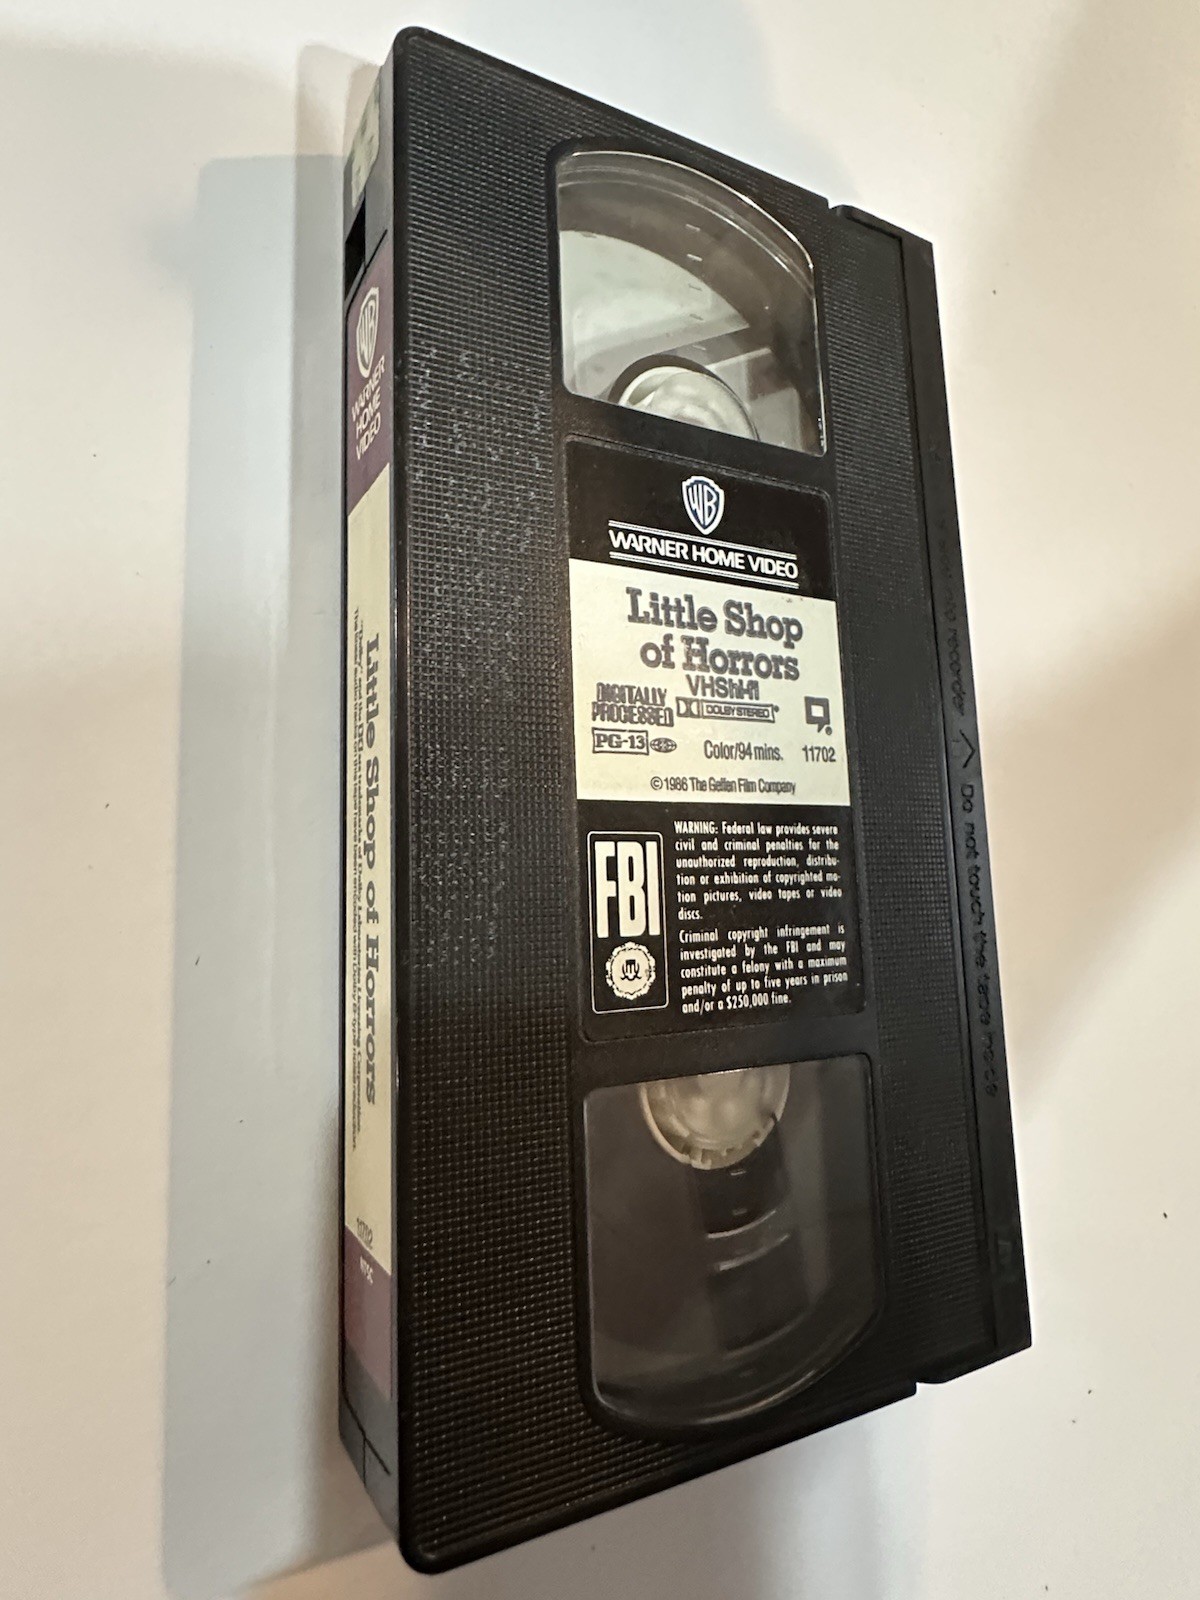 WB
WARNER HOME VIDEO
Little Shop
of Horrors
VHS hi-fi
DIGITALLY
PROCESSED
DOLBY STEREO
PG-13
Color/94 mins.
11702
©1986 The Geffen Film Company
FBI
WARNING: Federal law provides severe
civil and criminal penalties for the
unauthorized reproduction, distribu-
tion or exhibition of copyrighted mo-
tion pictures, video tapes or video
discs.
Criminal copyright infringement is
investigated by the FBI and may
constitute a felony with a maximum
penalty of up to five years in prison
and/or a $250,000 fine.
WB
WARNER
HOME
VIDEO
Little Shop of Horrors
11702
NTSC
recorder
Do not touch the tape inside